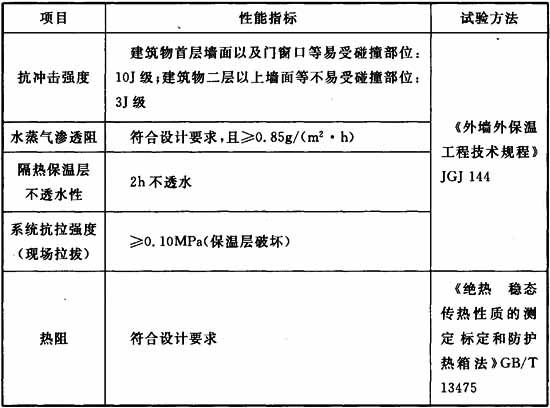 项目 性能指标 试验方法
抗冲击强度
建筑物首层墙面以及门窗口等易受碰撞部位:
10J级;建筑物二层以上墙面等不易受碰撞部位:
3J级
水蒸气渗透阻 符合设计要求,且≥0.85g/(m²·h)
隔热保温层
不透水性
2h不透水
系统抗拉强度
(现场拉拔)
≥0.10MPa(保温层破坏)
《外墙外保温
工程技术规程》
JGJ 144
热阻 符合设计要求
《绝热 稳态
传热性质的测
定 标定和防护
热箱法》GB/T
13475